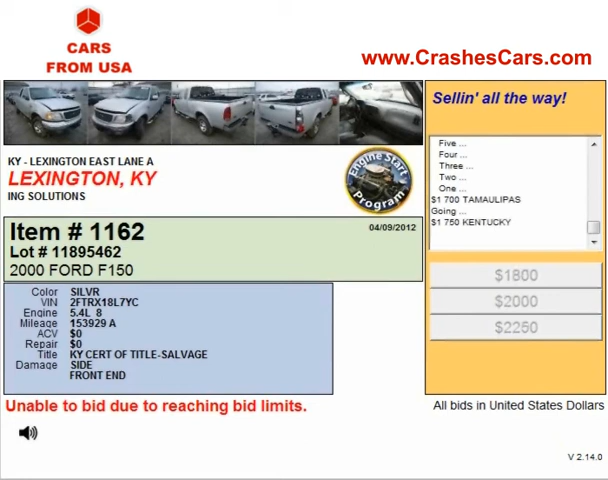 CARS
FROM USA
www.CrashesCars.com
KY - LEXINGTON EAST LANE A
LEXINGTON, KY
ING SOLUTIONS
Engine Start
Program
Item # 1162
04/09/2012
Lot # 11895462
2000 FORD F150
Color SILVR
VIN 2FTRX18L7YC
Engine 5.4L 8
Mileage 153929 A
ACV $0
Repair $0
Title KY CERT OF TITLE-SALVAGE
Damage SIDE
FRONT END
Unable to bid due to reaching bid limits.
Sellin' all the way!
Five ...
Four ...
Three ...
Two ...
One ...
$1 700 TAMAULIPAS
Going ...
$1 750 KENTUCKY
$1800
$2000
$2250
All bids in United States Dollars
V 2.14.0